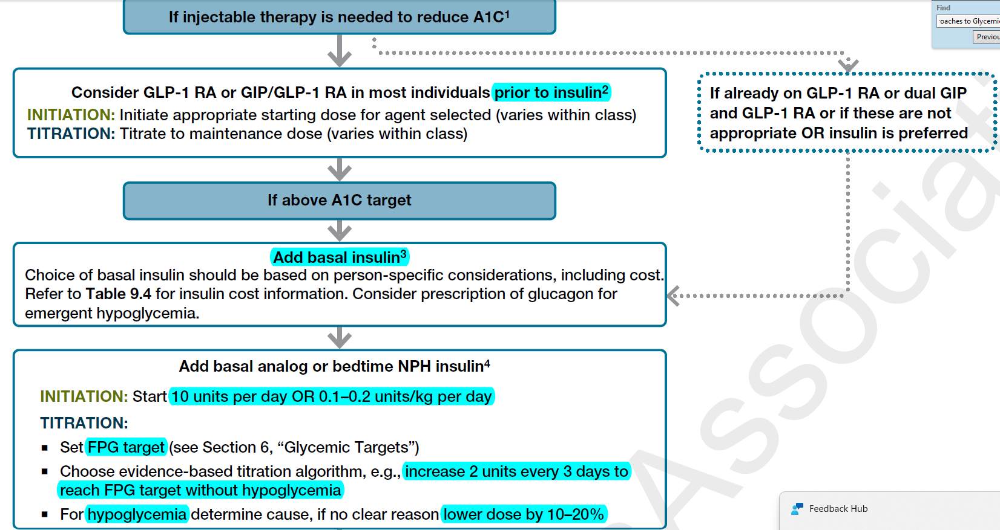 If injectable therapy is needed to reduce A1C¹
Find
oaches to Glycemi
Previou
Consider GLP-1 RA or GIP/GLP-1 RA in most individuals prior to insulin²
INITIATION: Initiate appropriate starting dose for agent selected (varies within class)
TITRATION: Titrate to maintenance dose (varies within class)
If already on GLP-1 RA or dual GIP
and GLP-1 RA or if these are not
appropriate OR insulin is preferred
If above A1C target
Add basal insulin³
Choice of basal insulin should be based on person-specific considerations, including cost.
Refer to Table 9.4 for insulin cost information. Consider prescription of glucagon for
emergent hypoglycemia.
Add basal analog or bedtime NPH insulin⁴
INITIATION: Start 10 units per day OR 0.1–0.2 units/kg per day
TITRATION:
▪ Set FPG target (see Section 6, “Glycemic Targets”)
▪ Choose evidence-based titration algorithm, e.g., increase 2 units every 3 days to
reach FPG target without hypoglycemia
▪ For hypoglycemia determine cause, if no clear reason lower dose by 10–20%
Associati
Feedback Hub